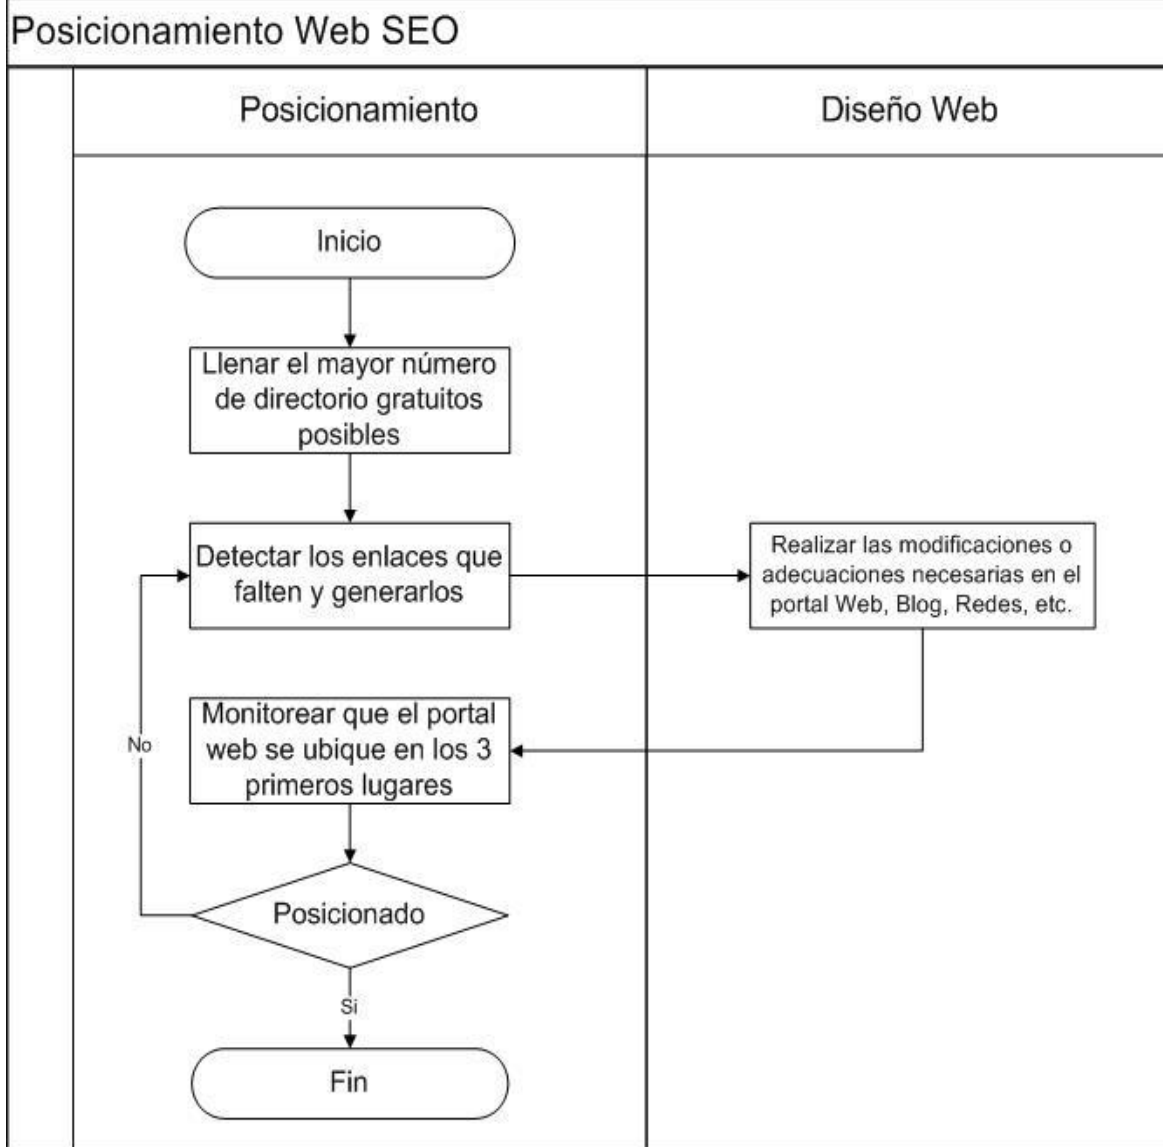 Posicionamiento Web SEO
Posicionamiento
Diseño Web
Inicio
Llenar el mayor número
de directorio gratuitos
posibles
Detectar los enlaces que
falten y generarlos
Realizar las modificaciones o
adecuaciones necesarias en el
portal Web, Blog, Redes, etc.
Monitorear que el portal
web se ubique en los 3
primeros lugares
No
Posicionado
Si
Fin